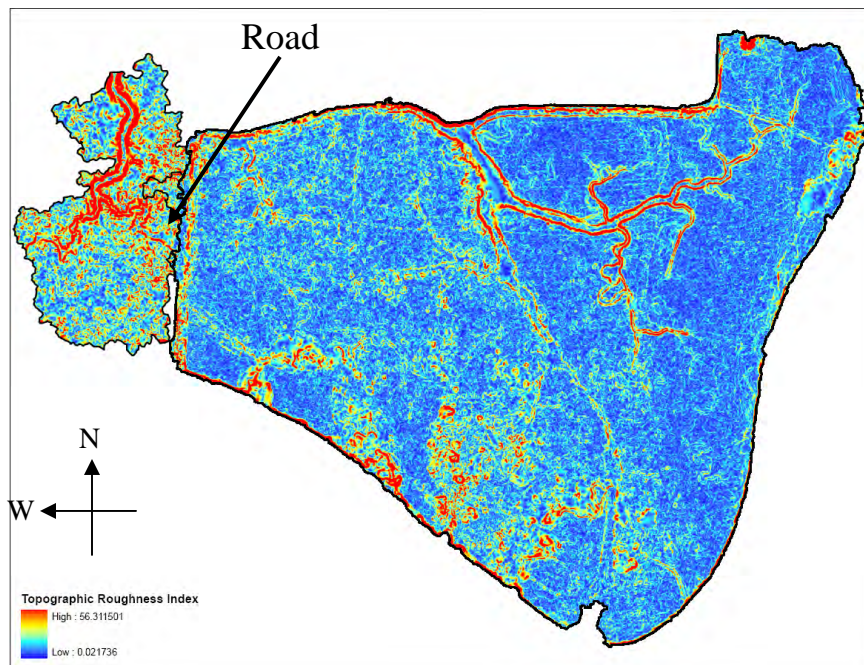 Road
N
W
Topographic Roughness Index
High : 56.311501
Low : 0.021736